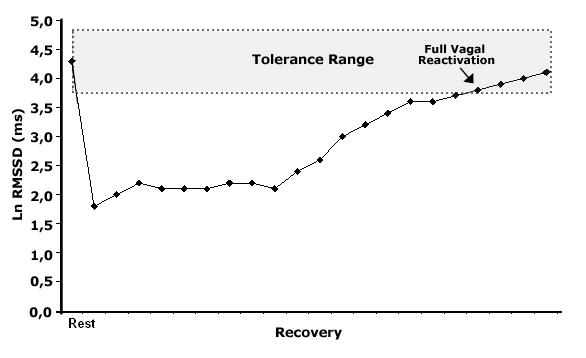 5,0
4,5
4,0
3,5
3,0
2,5
2,0
1,5
1,0
0,5
0,0
Ln RMSSD (ms)
Tolerance Range
Full Vagal
Reactivation
Rest
Recovery